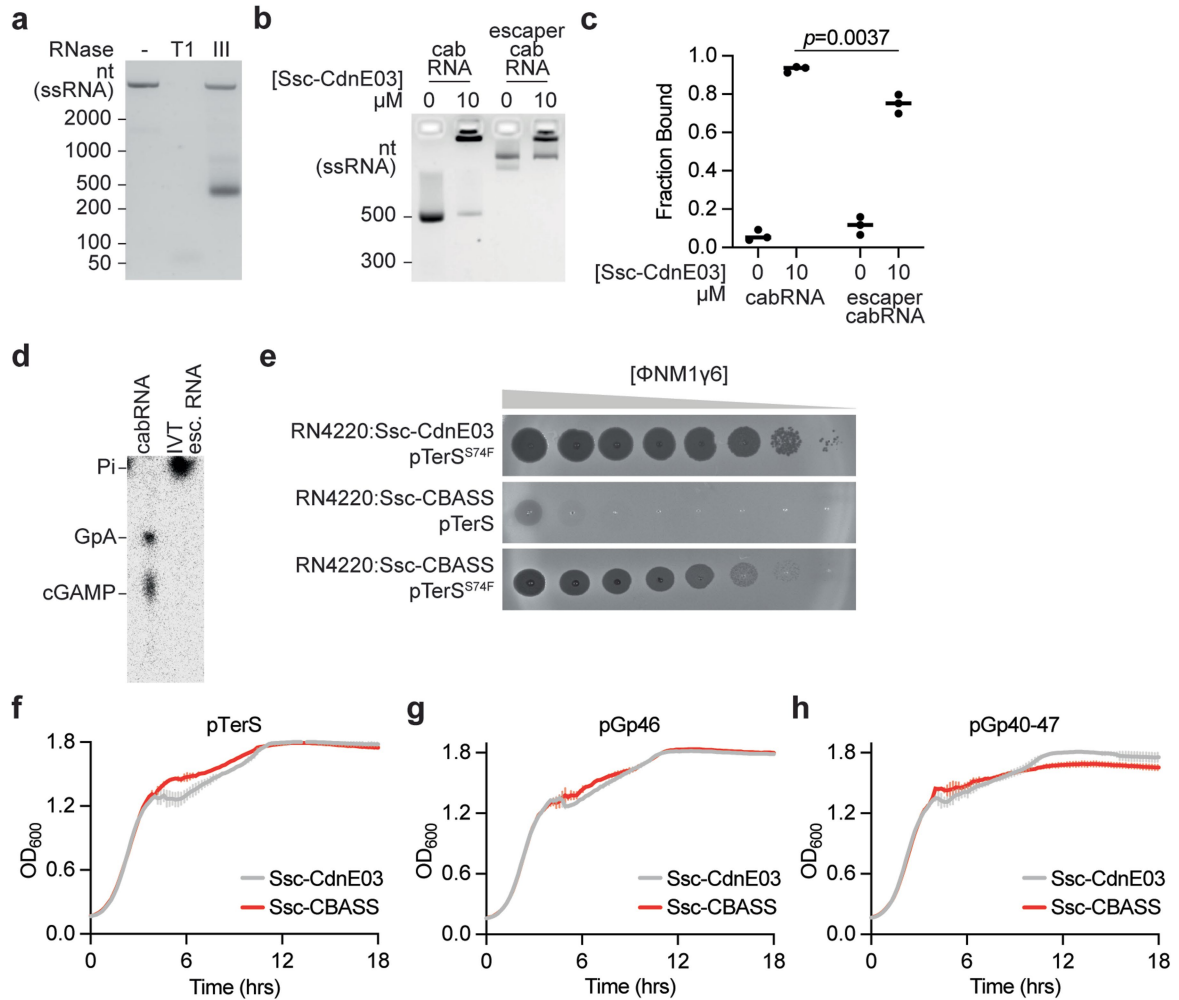 a
RNase - T1 III
nt
(ssRNA)
2000
1000
500
200
100
50
b
cab
RNA
escaper
cab
RNA
[Ssc-CdnE03]
µM 0 10 0 10
nt
(ssRNA)
500
300
c
p=0.0037
Fraction Bound
1.0
0.8
0.6
0.4
0.2
0.0
[Ssc-CdnE03]
µM
0 10 0 10
cabRNA
escaper
cabRNA
d
cabRNA
IVT
esc. RNA
Pi
GpA
cGAMP
e
[ΦNM1γ6]
RN4220:Ssc-CdnE03
pTerS^S74F
RN4220:Ssc-CBASS
pTerS
RN4220:Ssc-CBASS
pTerS^S74F
f
pTerS
OD600
1.8
1.2
0.6
0.0
Ssc-CdnE03
Ssc-CBASS
0 6 12 18
Time (hrs)
g
pGp46
OD600
1.8
1.2
0.6
0.0
Ssc-CdnE03
Ssc-CBASS
0 6 12 18
Time (hrs)
h
pGp40-47
OD600
1.8
1.2
0.6
0.0
Ssc-CdnE03
Ssc-CBASS
0 6 12 18
Time (hrs)